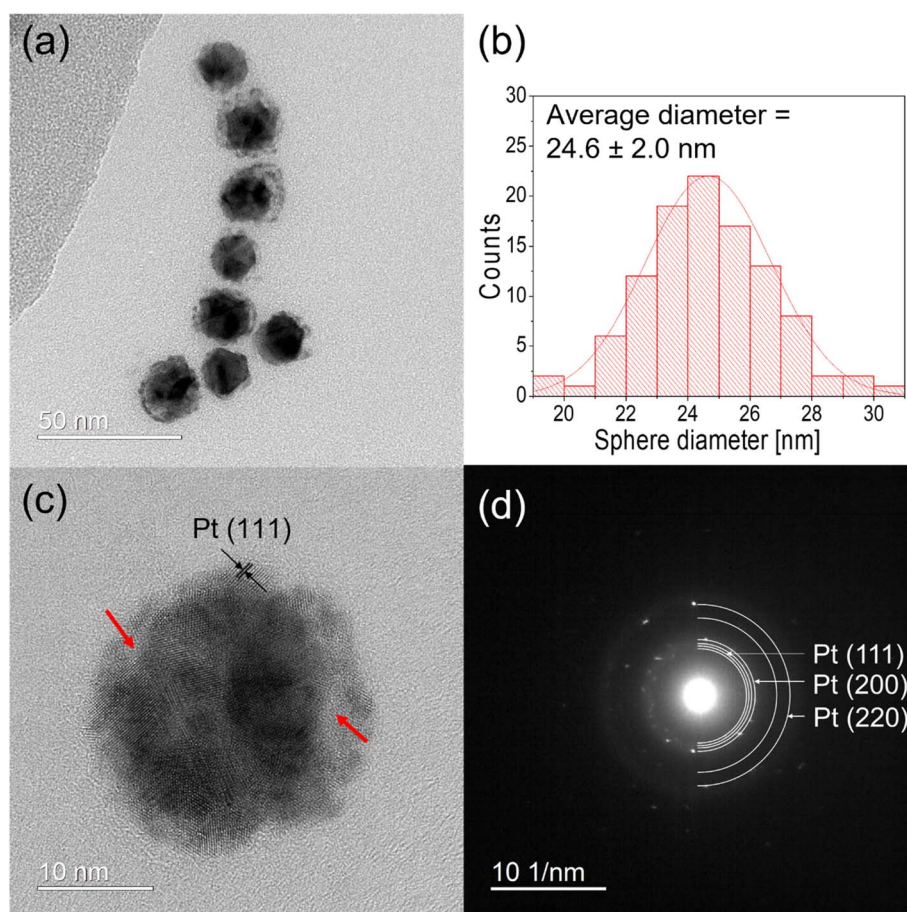 (a)
50 nm
(b)
Average diameter =
24.6 ± 2.0 nm
Counts
30
25
20
15
10
5
0
20 22 24 26 28 30
Sphere diameter [nm]
(c)
Pt (111)
10 nm
(d)
Pt (111)
Pt (200)
Pt (220)
10 1/nm